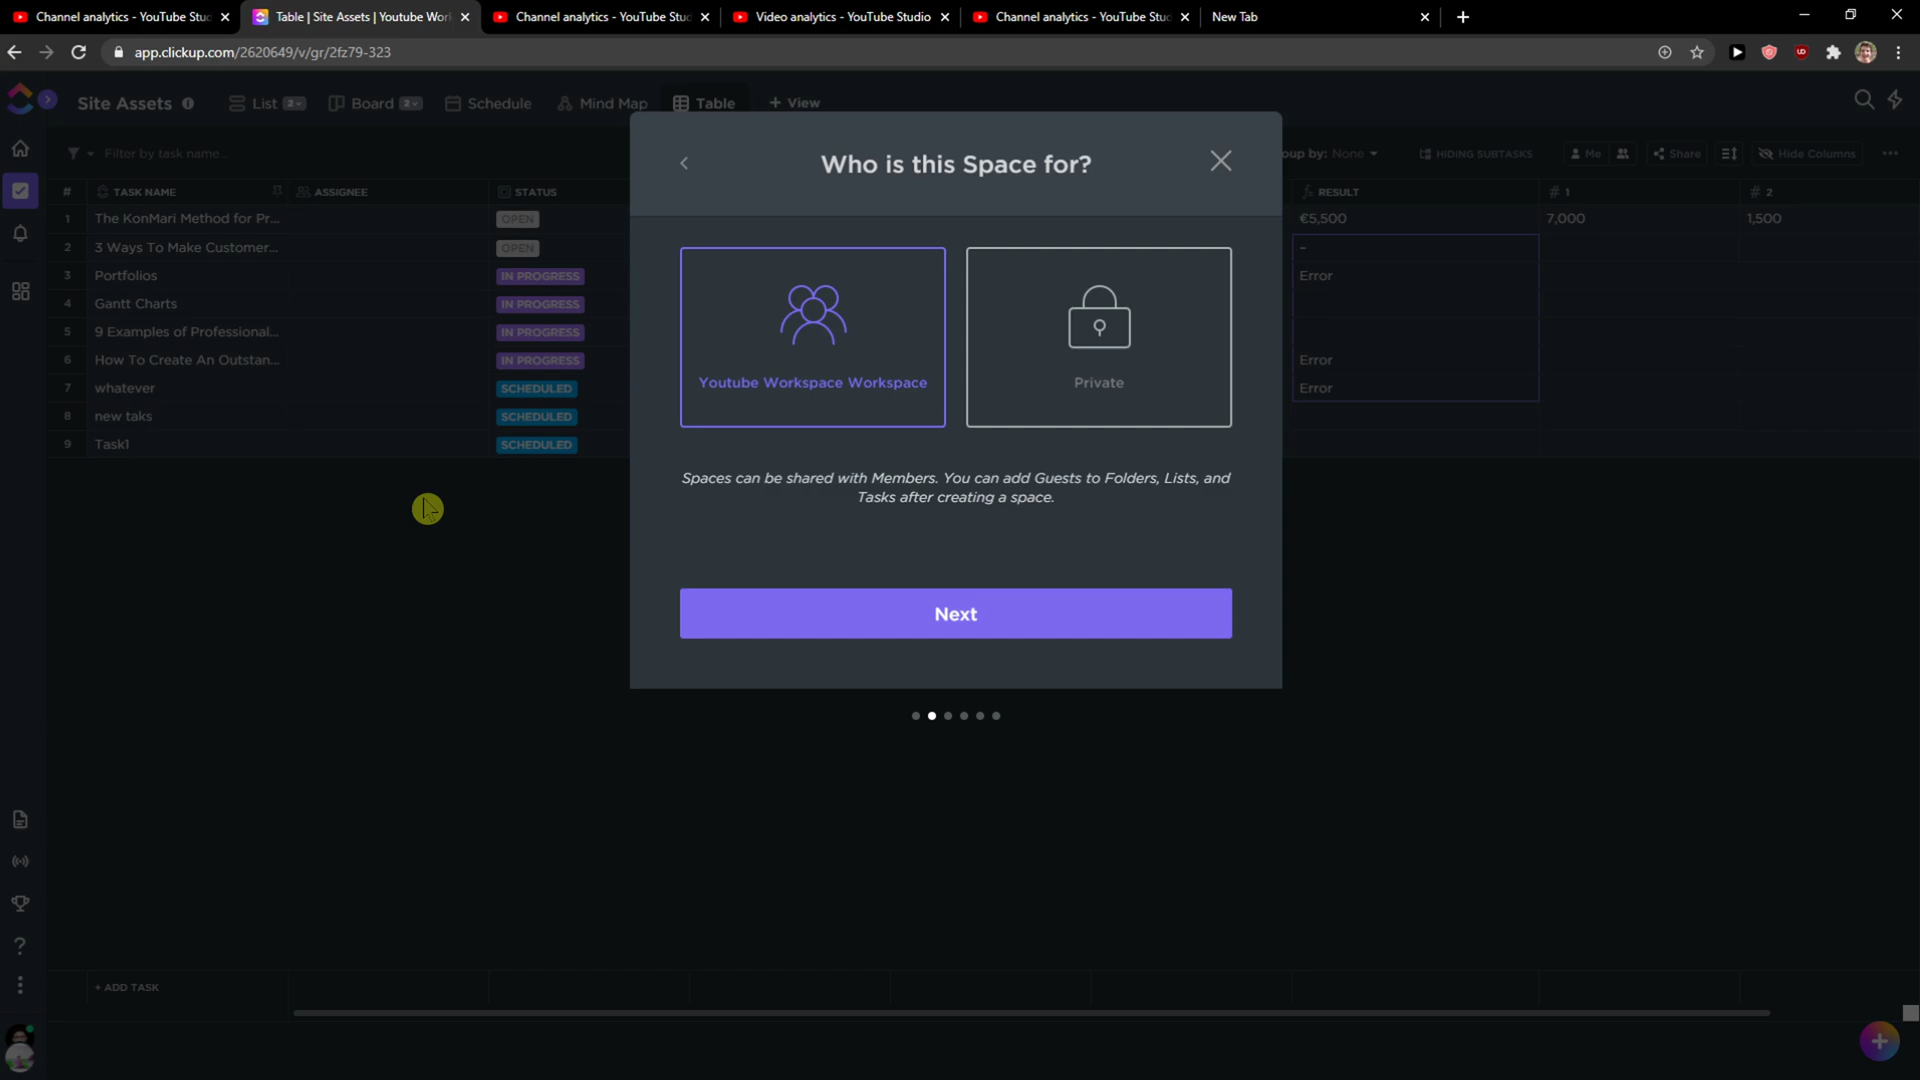 Channel analytics - YouTube Stuc
Table | Site Assets | Youtube Wor
Channel analytics - YouTube Stuc
Video analytics - YouTube Studio
Channel analytics - YouTube Stuc
New Tab
app.clickup.com/2620649/v/gr/2fz79-323
Site Assets
List 2
Board 2
Schedule
Mind Map
Table
+ View
Filter by task name...
oup by: None
HIDING SUBTASKS
Me
Share
Hide Columns
# TASK NAME ASSIGNEE STATUS RESULT # 1 # 2
1 The KonMari Method for Pr... OPEN €5,500 7,000 1,500
2 3 Ways To Make Customer... OPEN –
3 Portfolios IN PROGRESS Error
4 Gantt Charts IN PROGRESS
5 9 Examples of Professional... IN PROGRESS
6 How To Create An Outstan... IN PROGRESS Error
7 whatever SCHEDULED Error
8 new taks SCHEDULED
9 Task1 SCHEDULED
Who is this Space for?
Youtube Workspace Workspace
Private
Spaces can be shared with Members. You can add Guests to Folders, Lists, and
Tasks after creating a space.
Next
+ ADD TASK